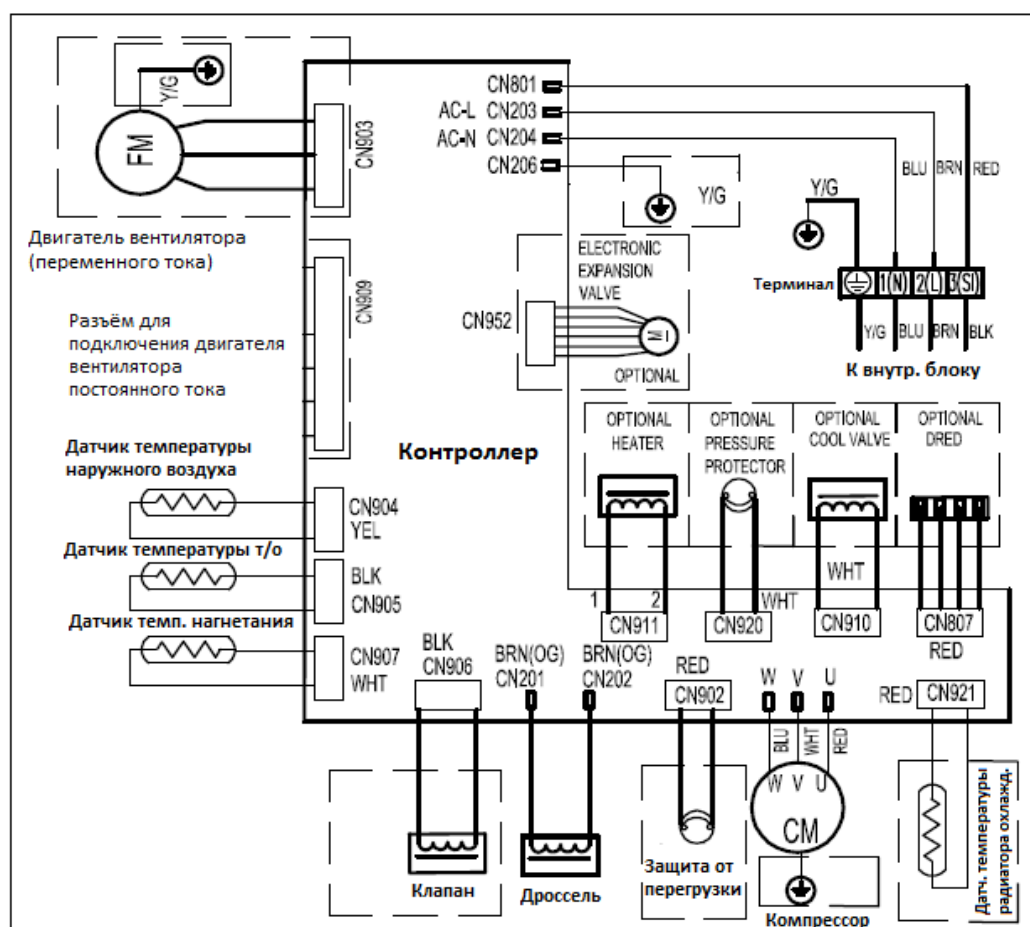 Y/G
FM
CN903
Двигатель вентилятора
(переменного тока)
CN801
AC-L CN203
AC-N CN204
CN206
Y/G
BLU
BRN
RED
Y/G
Терминал
1(N) 2(L) 3(SI)
Y/G
BLU
BRN
BLK
К внутр. блоку
ELECTRONIC
EXPANSION
VALVE
CN952
M
OPTIONAL
CN909
Разъём для
подключения двигателя
вентилятора
постоянного тока
Контроллер
OPTIONAL
HEATER
OPTIONAL
PRESSURE
PROTECTOR
OPTIONAL
COOL VALVE
OPTIONAL
DRED
Датчик температуры
наружного воздуха
CN904
YEL
Датчик температуры т/о
BLK
CN905
Датчик темп. нагнетания
CN907
WHT
1 2
CN911
WHT
CN920
WHT
CN910
CN807
RED
BLK
CN906
BRN(OG)
CN201
BRN(OG)
CN202
RED
CN902
W V U
BLU
WHT
RED
W V U
CM
RED CN921
Клапан
Дроссель
Защита от
перегрузки
Компрессор
Датч. температуры
радиатора охлажд.